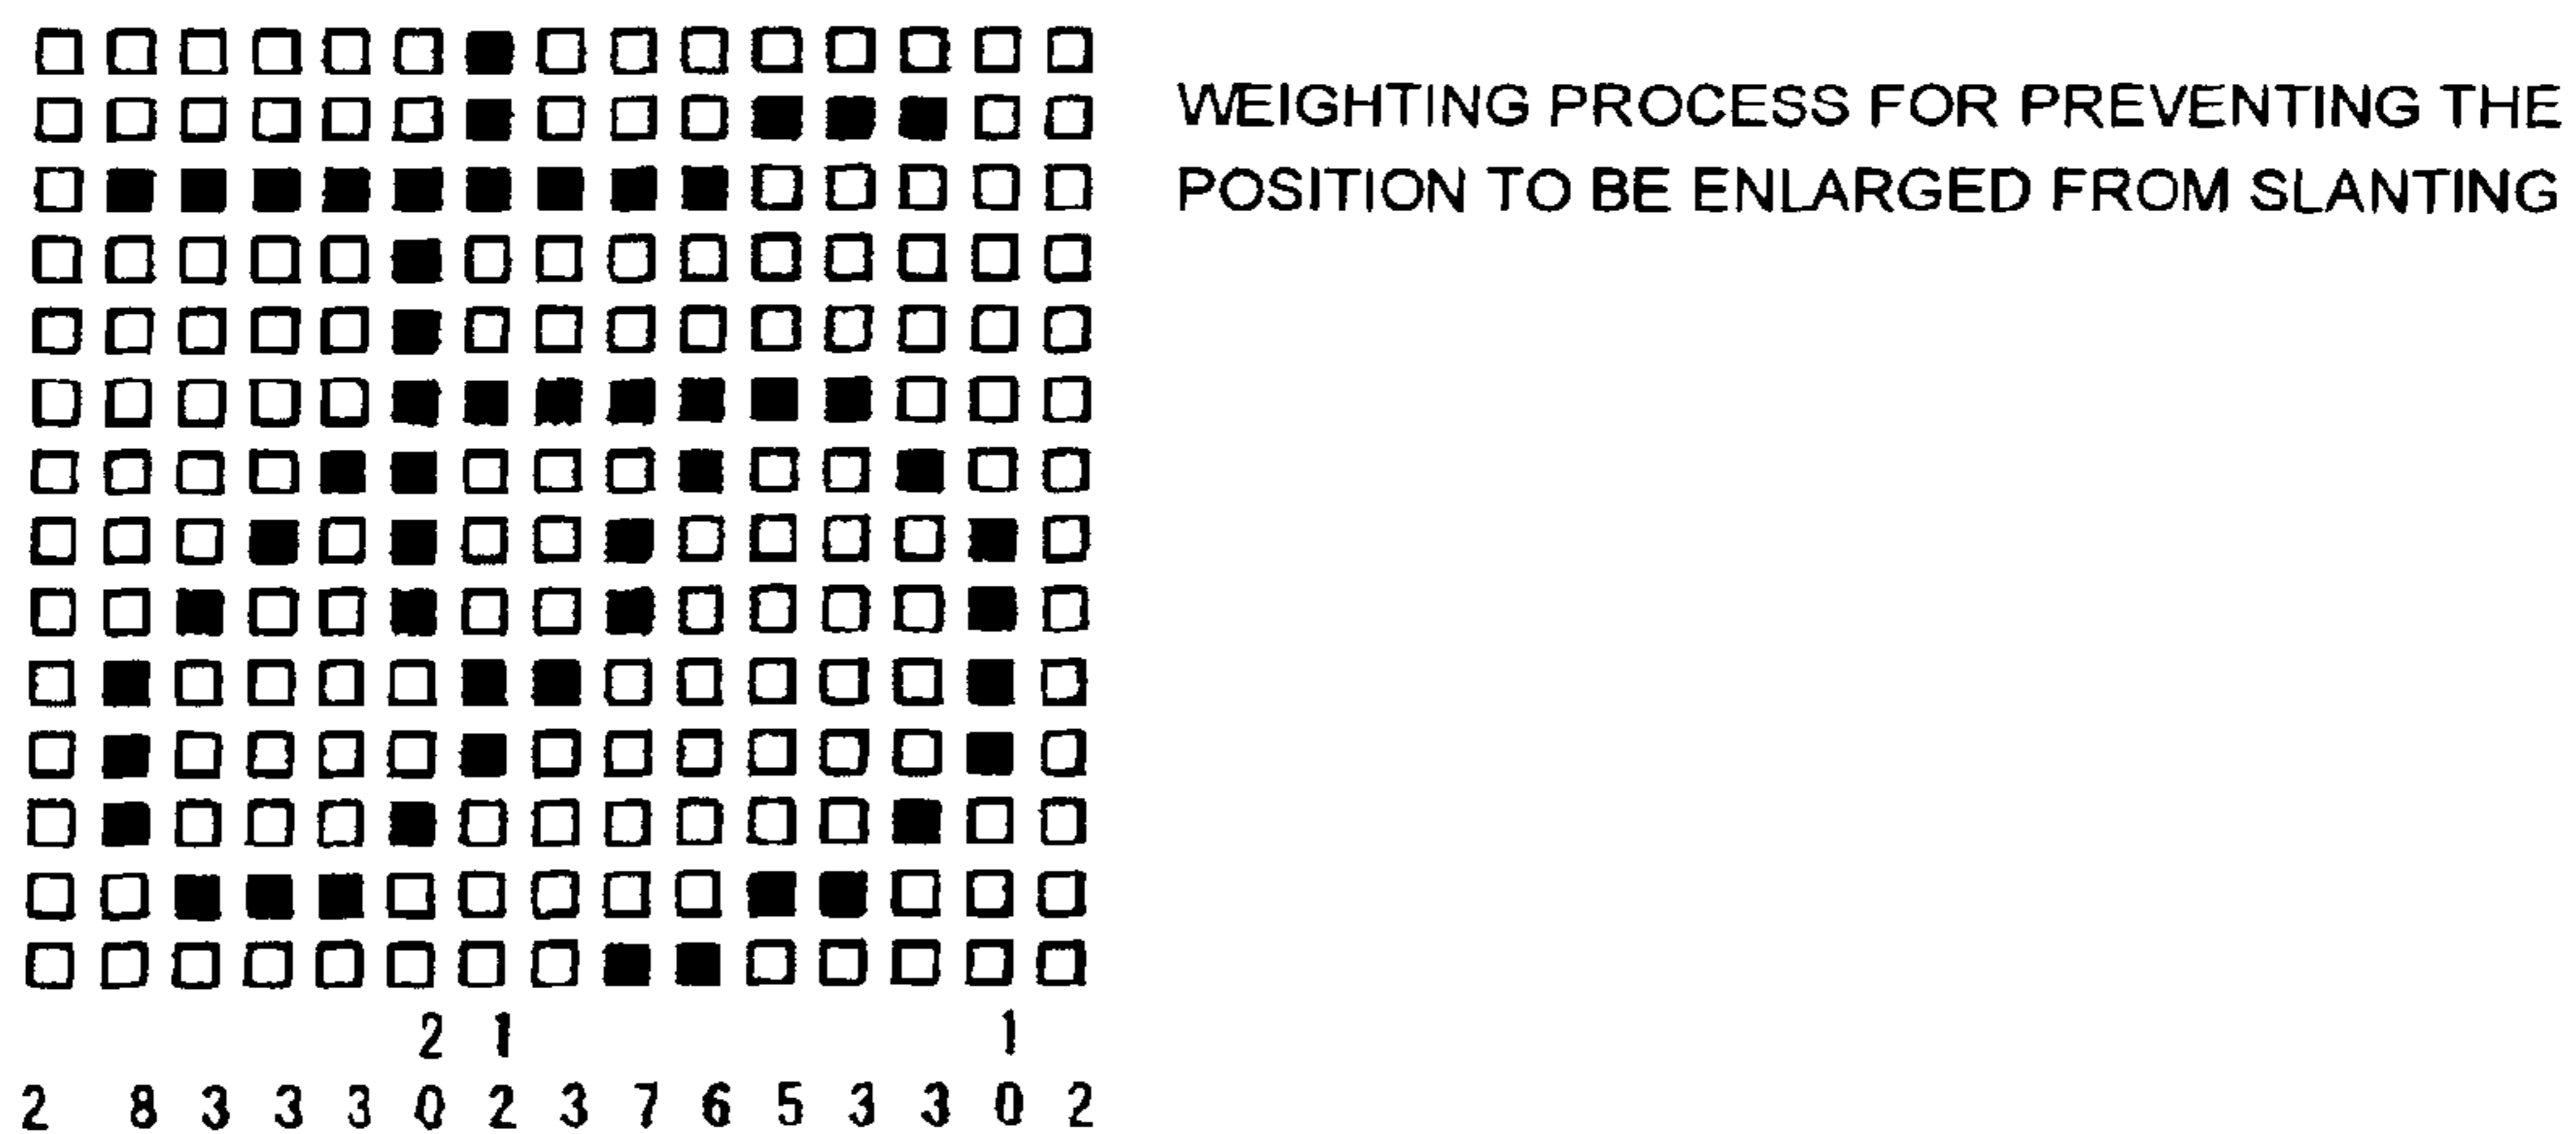 WEIGHTING PROCESS FOR PREVENTING THE
POSITION TO BE ENLARGED FROM SLANTING
2 1 1
2 8 3 3 3 0 2 3 7 6 5 3 3 0 2